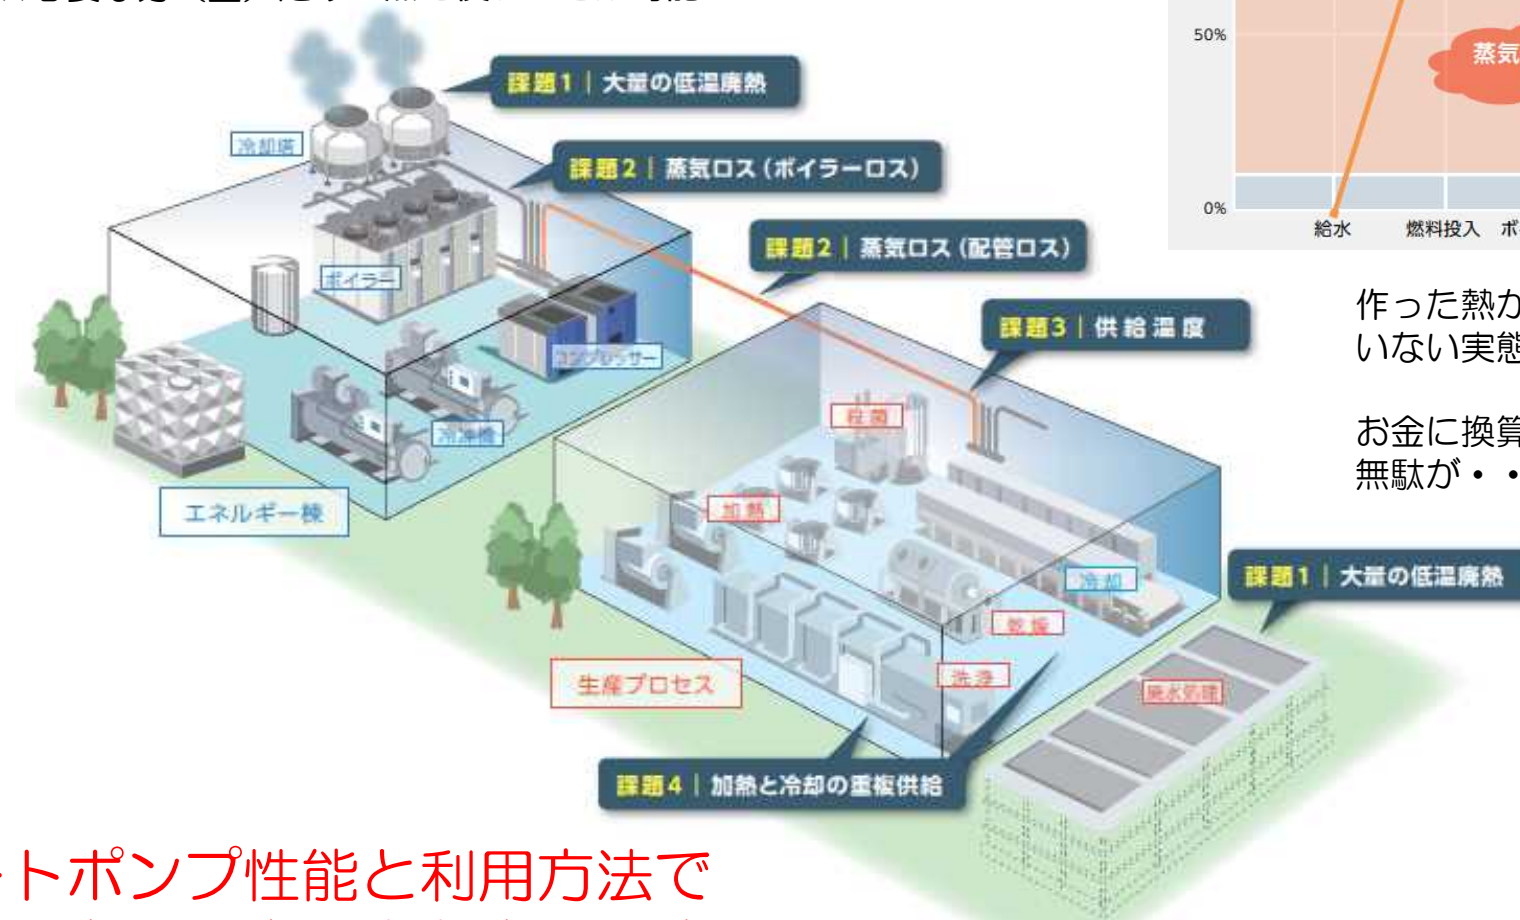 50%
蒸気
0%
給水 燃料投入 ボ
課題1｜大量の低温廃熱
冷却塔
課題2｜蒸気ロス（ボイラーロス）
課題2｜蒸気ロス（配管ロス）
ボイラー
課題3｜供給温度
コンプレッサー
冷凍機
エネルギー棟
殺菌
加熱
冷却
乾燥
洗浄
生産プロセス
課題1｜大量の低温廃熱
廃水処理
課題4｜加熱と冷却の重複供給
作った熱が
いない実態
お金に換算
無駄が・・
トポンプ性能と利用方法で